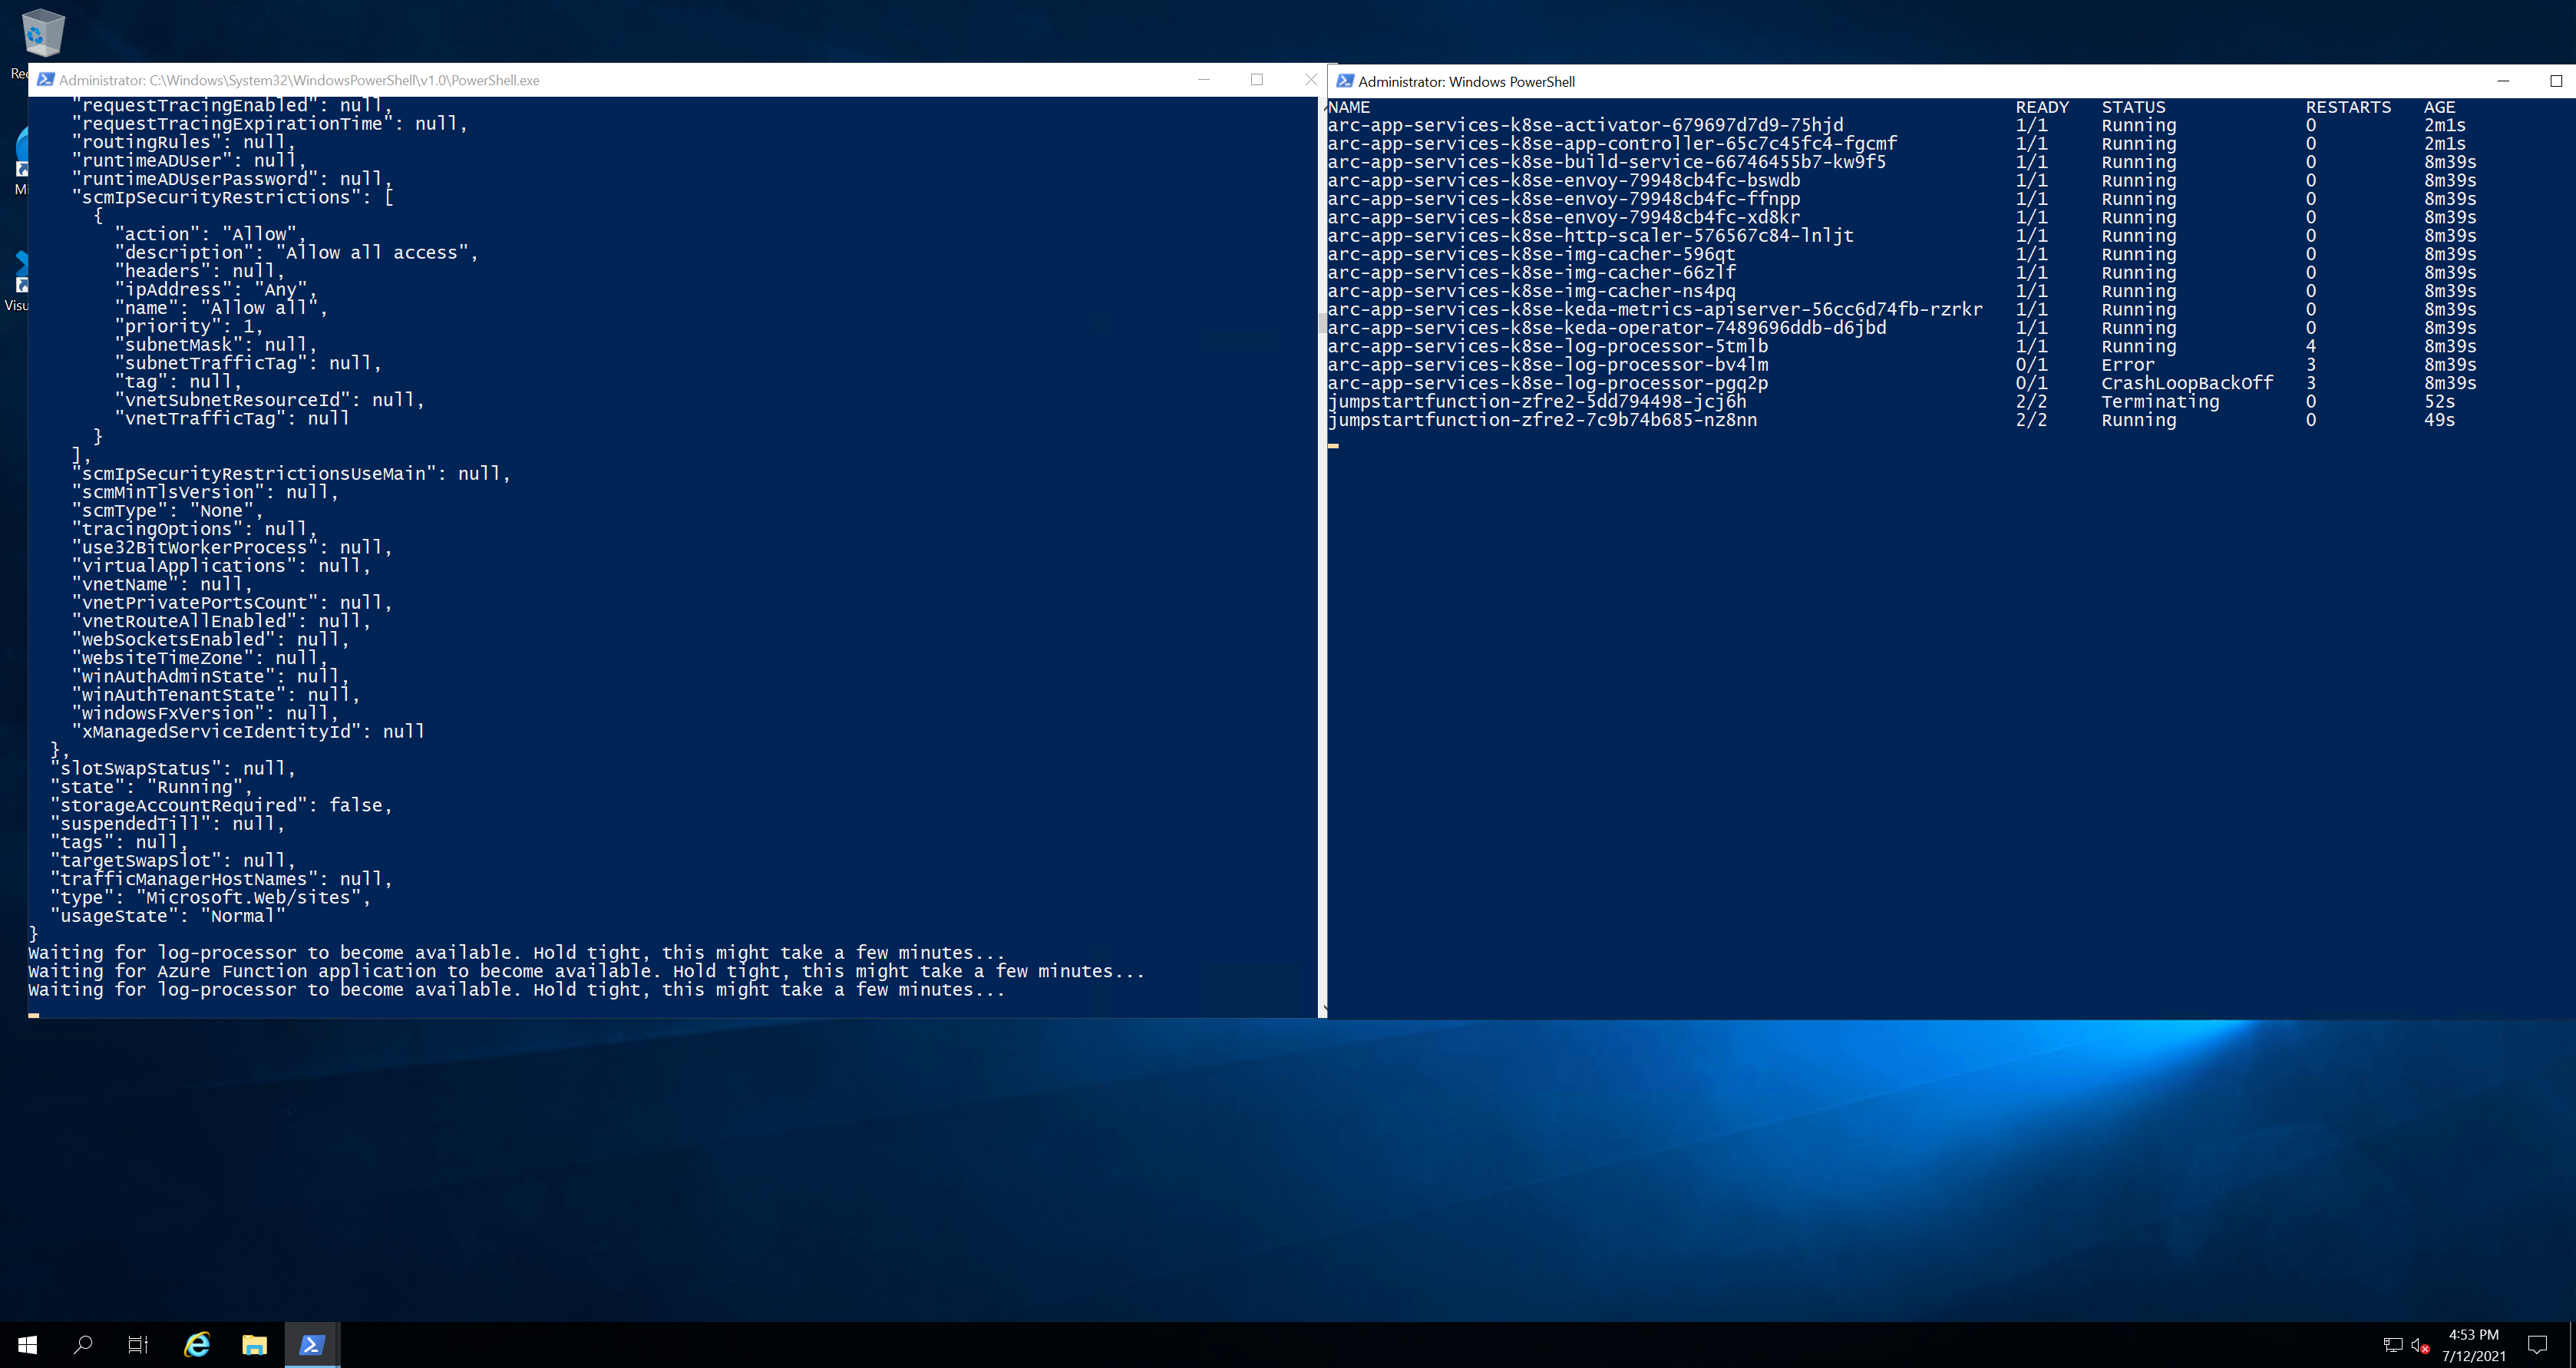 Rec
Mi
Visu
Administrator: C:\Windows\System32\WindowsPowerShell\v1.0\PowerShell.exe
"requestTracingEnabled": null,
"requestTracingExpirationTime": null,
"routingRules": null,
"runtimeADUser": null,
"runtimeADUserPassword": null,
"scmIpSecurityRestrictions": [
{
"action": "Allow",
"description": "Allow all access",
"headers": null,
"ipAddress": "Any",
"name": "Allow all",
"priority": 1,
"subnetMask": null,
"subnetTrafficTag": null,
"tag": null,
"vnetSubnetResourceId": null,
"vnetTrafficTag": null
}
],
"scmIpSecurityRestrictionsUseMain": null,
"scmMinTlsVersion": null,
"scmType": "None",
"tracingOptions": null,
"use32BitWorkerProcess": null,
"virtualApplications": null,
"vnetName": null,
"vnetPrivatePortsCount": null,
"vnetRouteAllEnabled": null,
"webSocketsEnabled": null,
"websiteTimeZone": null,
"winAuthAdminState": null,
"winAuthTenantState": null,
"windowsFxVersion": null,
"xManagedServiceIdentityId": null
},
"slotSwapStatus": null,
"state": "Running",
"storageAccountRequired": false,
"suspendedTill": null,
"tags": null,
"targetSwapSlot": null,
"trafficManagerHostNames": null,
"type": "Microsoft.Web/sites",
"usageState": "Normal"
}
Waiting for log-processor to become available. Hold tight, this might take a few minutes...
Waiting for Azure Function application to become available. Hold tight, this might take a few minutes...
Waiting for log-processor to become available. Hold tight, this might take a few minutes...
Administrator: Windows PowerShell
NAME READY STATUS RESTARTS AGE
arc-app-services-k8se-activator-679697d7d9-75hjd 1/1 Running 0 2m1s
arc-app-services-k8se-app-controller-65c7c45fc4-fgcmf 1/1 Running 0 2m1s
arc-app-services-k8se-build-service-66746455b7-kw9f5 1/1 Running 0 8m39s
arc-app-services-k8se-envoy-79948cb4fc-bswdb 1/1 Running 0 8m39s
arc-app-services-k8se-envoy-79948cb4fc-ffnpp 1/1 Running 0 8m39s
arc-app-services-k8se-envoy-79948cb4fc-xd8kr 1/1 Running 0 8m39s
arc-app-services-k8se-http-scaler-576567c84-lnljt 1/1 Running 0 8m39s
arc-app-services-k8se-img-cacher-596qt 1/1 Running 0 8m39s
arc-app-services-k8se-img-cacher-66zlf 1/1 Running 0 8m39s
arc-app-services-k8se-img-cacher-ns4pq 1/1 Running 0 8m39s
arc-app-services-k8se-keda-metrics-apiserver-56cc6d74fb-rzrkr 1/1 Running 0 8m39s
arc-app-services-k8se-keda-operator-7489696ddb-d6jbd 1/1 Running 0 8m39s
arc-app-services-k8se-log-processor-5tmlb 1/1 Running 4 8m39s
arc-app-services-k8se-log-processor-bv4lm 0/1 Error 3 8m39s
arc-app-services-k8se-log-processor-pgq2p 0/1 CrashLoopBackOff 3 8m39s
jumpstartfunction-zfre2-5dd794498-jcj6h 2/2 Terminating 0 52s
jumpstartfunction-zfre2-7c9b74b685-nz8nn 2/2 Running 0 49s
4:53 PM
7/12/2021